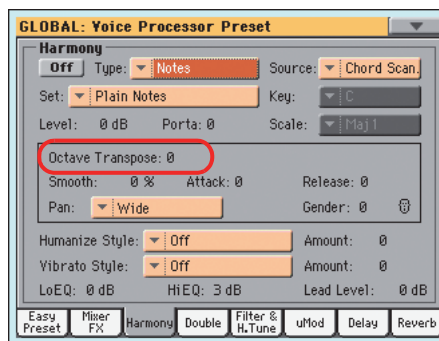 GLOBAL: Voice Processor Preset
Harmony
Off Type: Notes Source: Chord Scan.
Set: Plain Notes Key: C
Level: 0 dB Porta: 0 Scale: Maj1
Octave Transpose: 0
Smooth: 0 % Attack: 0 Release: 0
Pan: Wide Gender: 0
Humanize Style: Off Amount: 0
Vibrato Style: Off Amount: 0
LoEQ: 0 dB HiEQ: 3 dB Lead Level: 0 dB
Easy Preset Mixer FX Harmony Double Filter & H.Tune uMod Delay Reverb